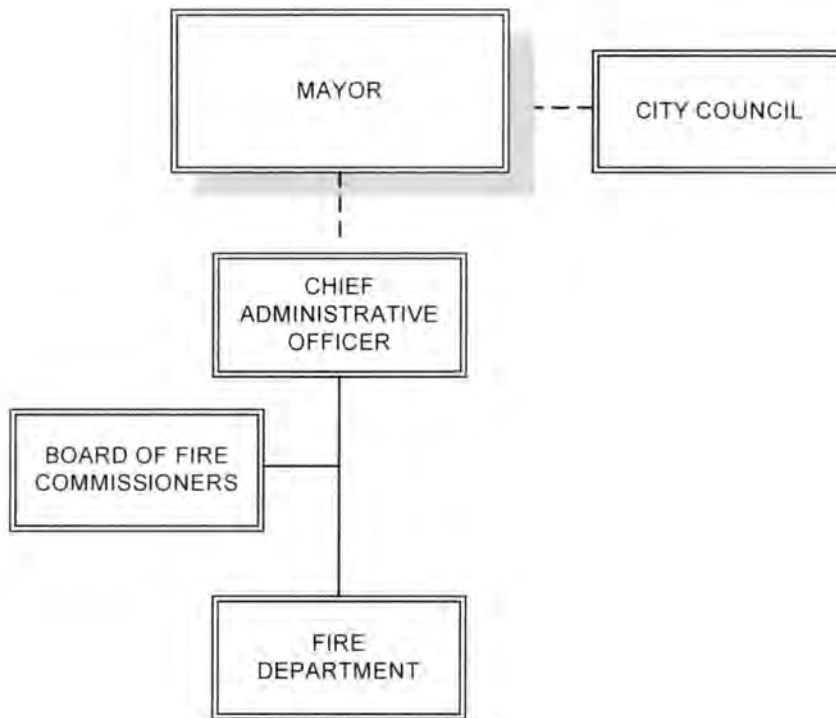 MAYOR
CITY COUNCIL
CHIEF
ADMINISTRATIVE
OFFICER
BOARD OF FIRE
COMMISSIONERS
FIRE
DEPARTMENT